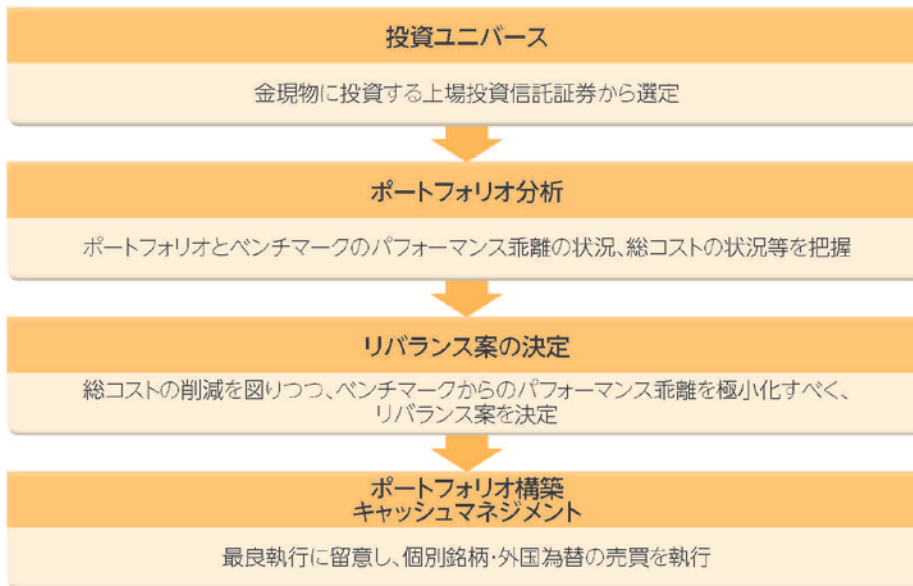 投資ユニバース
金現物に投資する上場投資信託証券から選定
ポートフォリオ分析
ポートフォリオとベンチマークのパフォーマンス乖離の状況、総コストの状況等を把握
リバランス案の決定
総コストの削減を図りつつ、ベンチマークからのパフォーマンス乖離を極小化すべく、
リバランス案を決定
ポートフォリオ構築
キャッシュマネジメント
最良執行に留意し、個別銘柄・外国為替の売買を執行